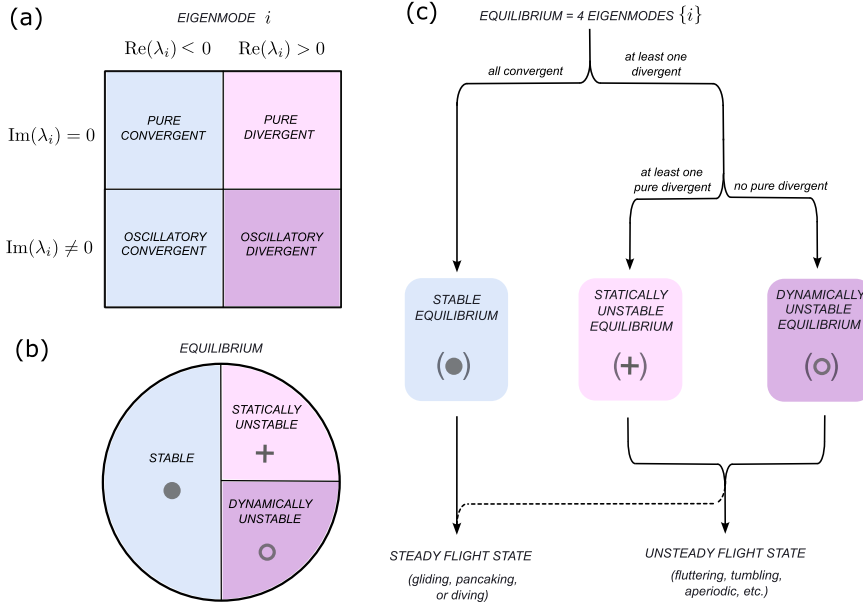 (a)
EIGENMODE i
Re(λᵢ) < 0
Re(λᵢ) > 0
Im(λᵢ) = 0
PURE
CONVERGENT
PURE
DIVERGENT
Im(λᵢ) ≠ 0
OSCILLATORY
CONVERGENT
OSCILLATORY
DIVERGENT
(b)
EQUILIBRIUM
STABLE
STATICALLY
UNSTABLE
DYNAMICALLY
UNSTABLE
(c)
EQUILIBRIUM = 4 EIGENMODES {i}
all convergent
at least one
divergent
at least one
pure divergent
no pure divergent
STABLE
EQUILIBRIUM
STATICALLY
UNSTABLE
EQUILIBRIUM
(+)
DYNAMICALLY
UNSTABLE
EQUILIBRIUM
STEADY FLIGHT STATE
(gliding, pancaking,
or diving)
UNSTEADY FLIGHT STATE
(fluttering, tumbling,
aperiodic, etc.)